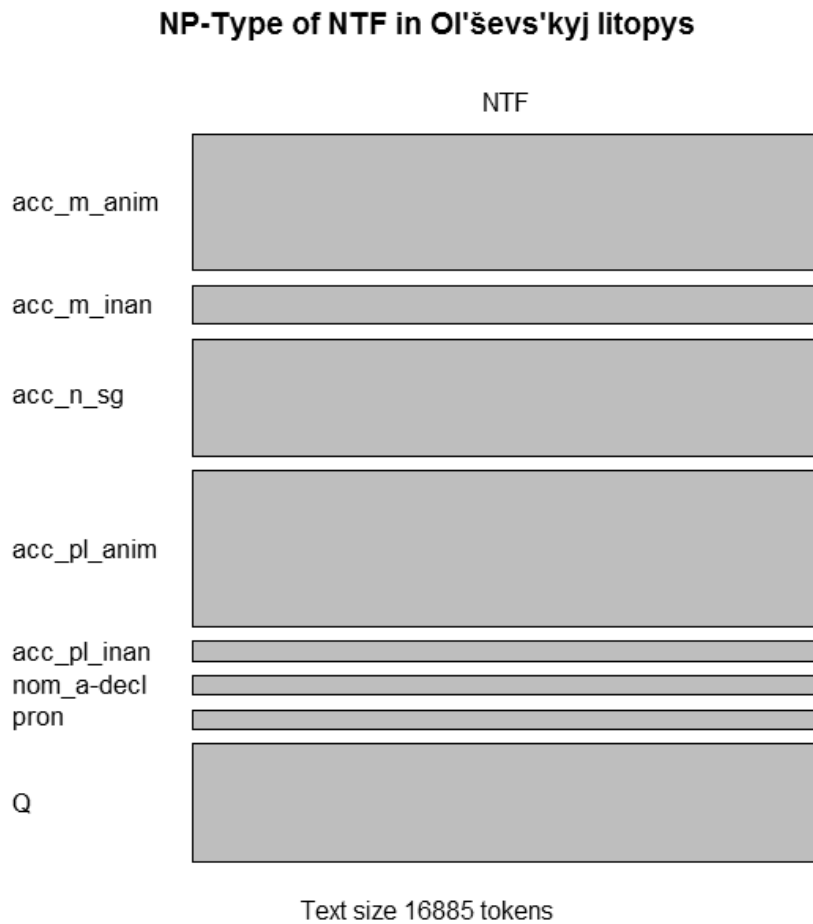 NP-Type of NTF in Ol'ševs'kyj litopys
NTF
acc_m_anim
acc_m_inan
acc_n_sg
acc_pl_anim
acc_pl_inan
nom_a-decl
pron
Q
Text size 16885 tokens